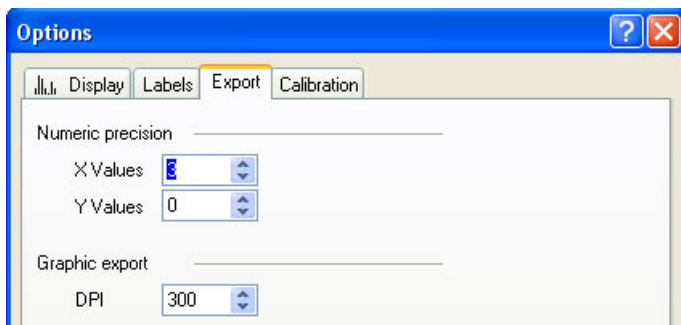 Options
Display Labels Export Calibration
Numeric precision
X Values 3
Y Values 0
Graphic export
DPI 300